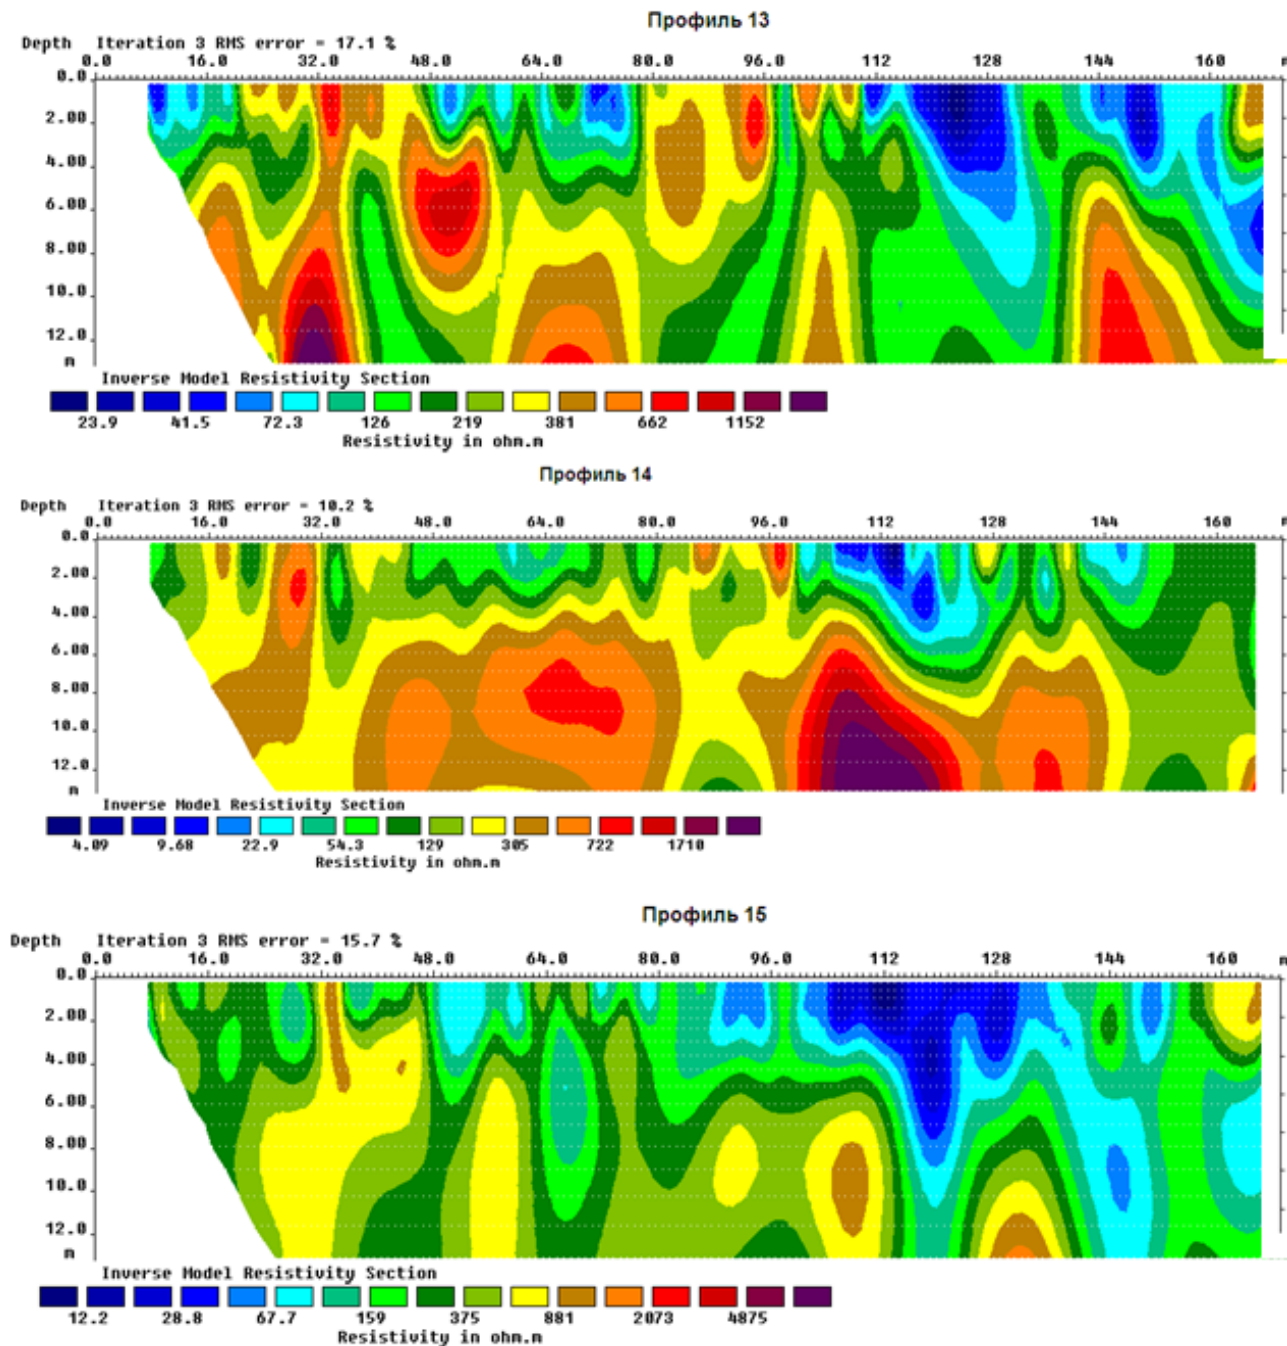 Профиль 13
Depth Iteration 3 RMS error = 17.1 %
0.0 16.0 32.0 48.0 64.0 80.0 96.0 112 128 144 160 m
0.0
2.00
4.00
6.00
8.00
10.0
12.0
m
Inverse Model Resistivity Section
23.9 41.5 72.3 126 219 381 662 1152
Resistivity in ohm.m
Профиль 14
Depth Iteration 3 RMS error = 10.2 %
0.0 16.0 32.0 48.0 64.0 80.0 96.0 112 128 144 160 m
0.0
2.00
4.00
6.00
8.00
10.0
12.0
m
Inverse Model Resistivity Section
4.09 9.68 22.9 54.3 129 305 722 1710
Resistivity in ohm.m
Профиль 15
Depth Iteration 3 RMS error = 15.7 %
0.0 16.0 32.0 48.0 64.0 80.0 96.0 112 128 144 160 m
0.0
2.00
4.00
6.00
8.00
10.0
12.0
m
Inverse Model Resistivity Section
12.2 28.8 67.7 159 375 881 2073 4875
Resistivity in ohm.m